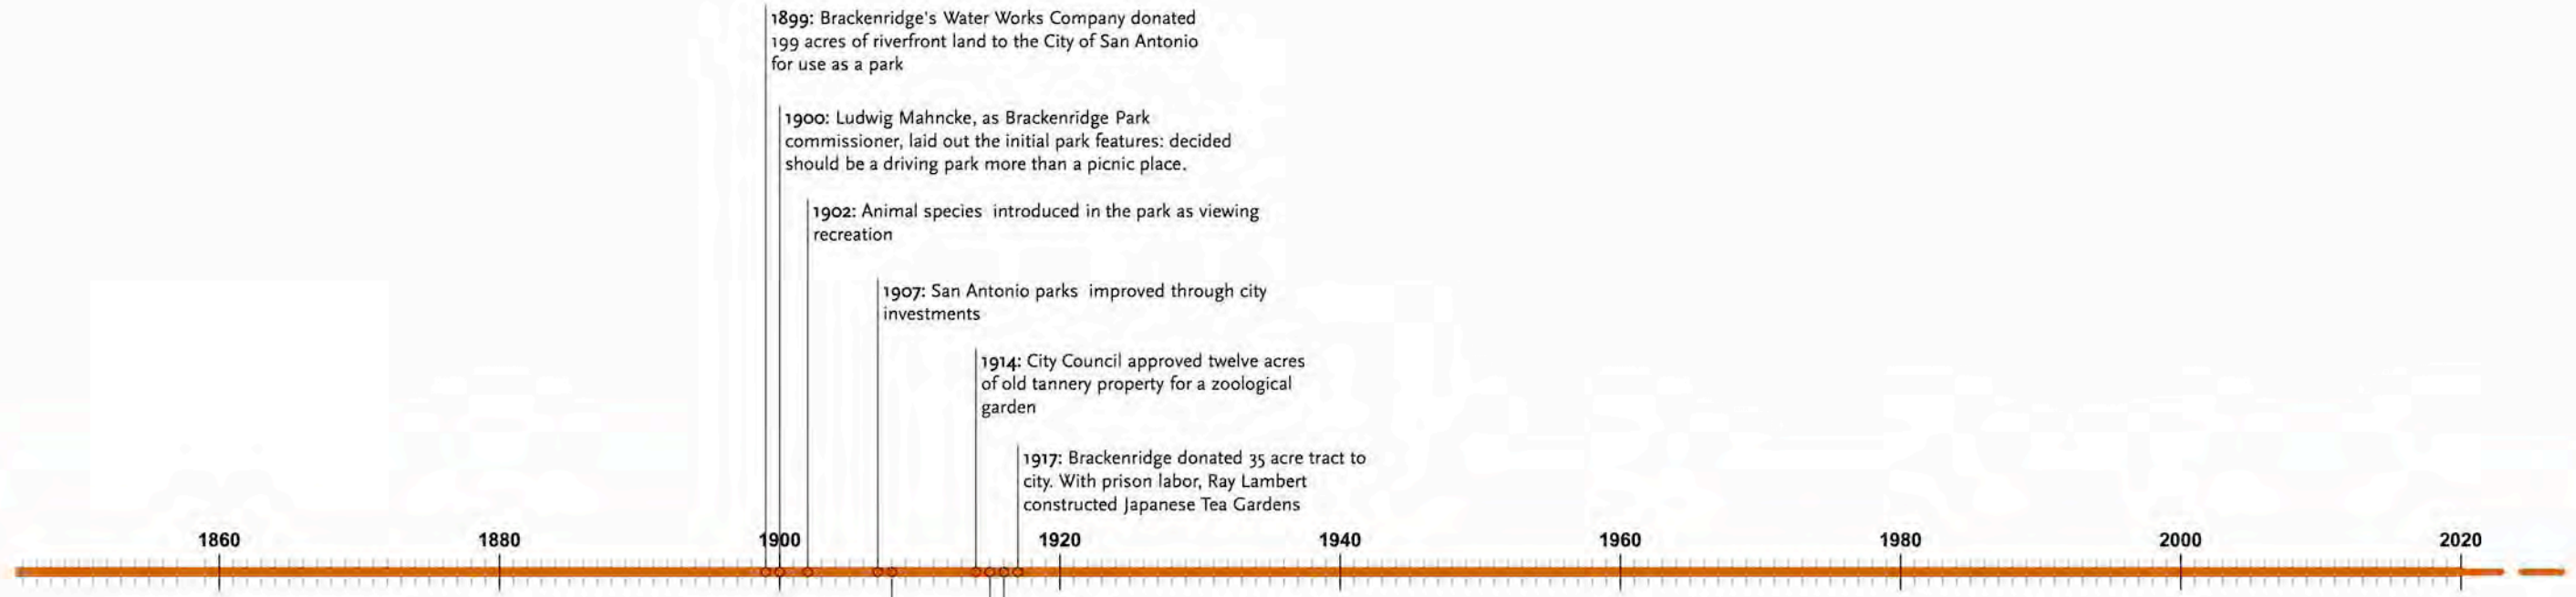 1899: Brackenridge's Water Works Company donated
199 acres of riverfront land to the City of San Antonio
for use as a park
1900: Ludwig Mahncke, as Brackenridge Park
commissioner, laid out the initial park features: decided
should be a driving park more than a picnic place.
1902: Animal species introduced in the park as viewing
recreation
1907: San Antonio parks improved through city
investments
1914: City Council approved twelve acres
of old tannery property for a zoological
garden
1917: Brackenridge donated 35 acre tract to
city. With prison labor, Ray Lambert
constructed Japanese Tea Gardens
1860 1880 1900 1920 1940 1960 1980 2000 2020